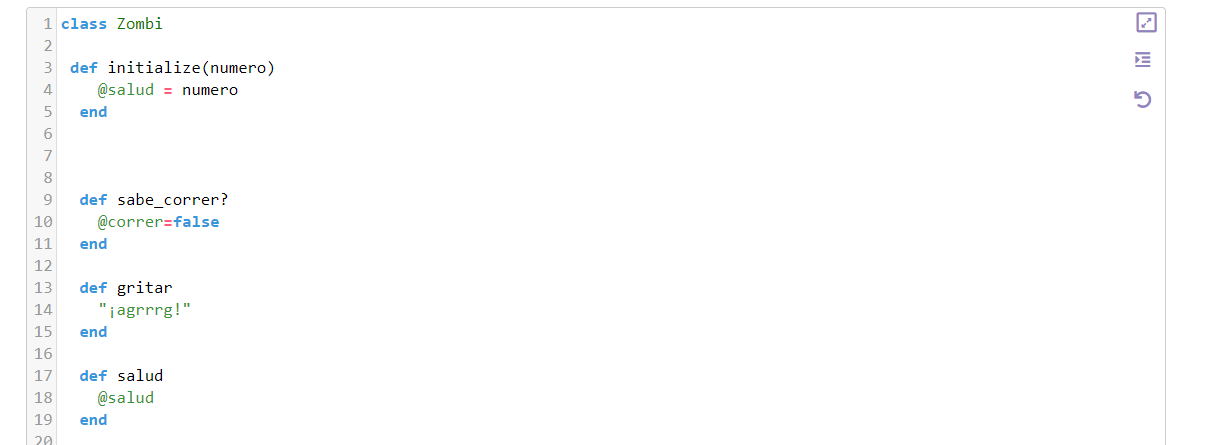 1 class Zombi
2
3 def initialize(numero)
4 @salud = numero
5 end
6
7
8
9 def sabe_correr?
10 @correr=false
11 end
12
13 def gritar
14 "¡agrrrg!"
15 end
16
17 def salud
18 @salud
19 end
20